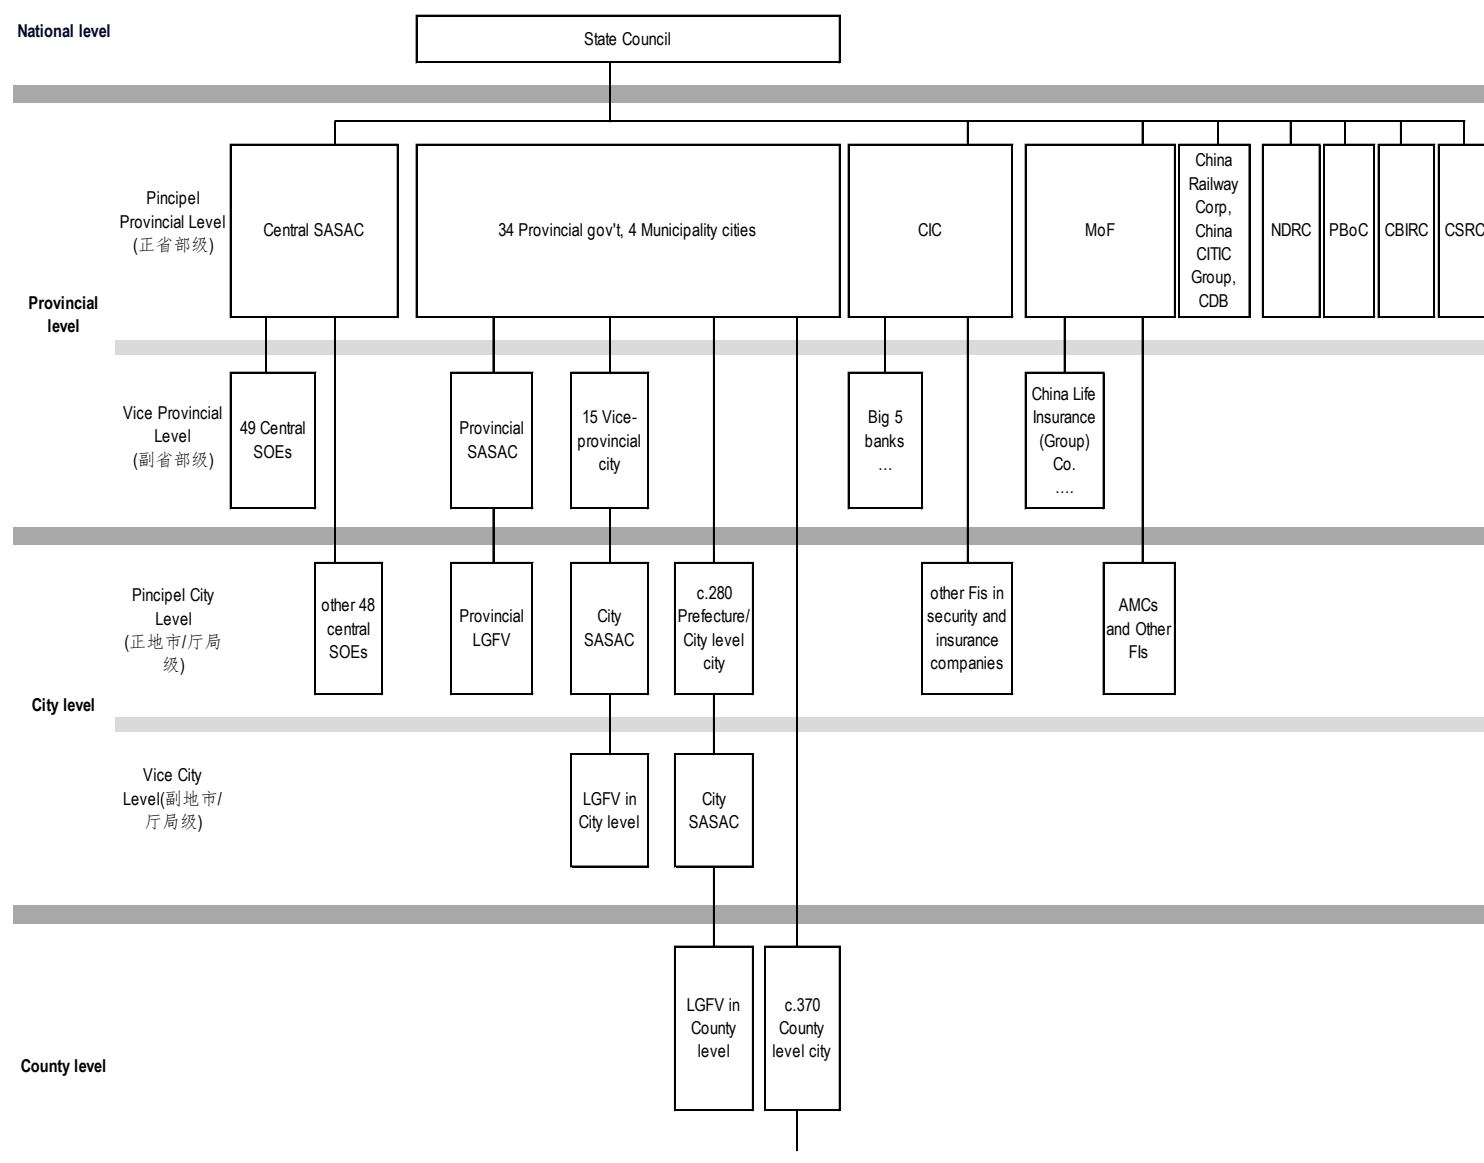 National level
State Council
Pincipel
Provincial Level
(正省部级)
Central SASAC
34 Provincial gov't, 4 Municipality cities
CIC
MoF
China
Railway
Corp,
China
CITIC
Group,
CDB
NDRC
PBoC
CBIRC
CSRC
Provincial
level
Vice Provincial
Level
(副省部级)
49 Central
SOEs
Provincial
SASAC
15 Vice-
provincial
city
Big 5
banks
...
China Life
Insurance
(Group)
Co.
....
Pincipel City
Level
(正地市/厅局
级)
other 48
central
SOEs
Provincial
LGFV
City
SASAC
c.280
Prefecture/
City level
city
other Fis in
security and
insurance
companies
AMCs
and Other
FIs
City level
Vice City
Level(副地市/
厅局级)
LGFV in
City level
City
SASAC
County level
LGFV in
County
level
c.370
County
level city